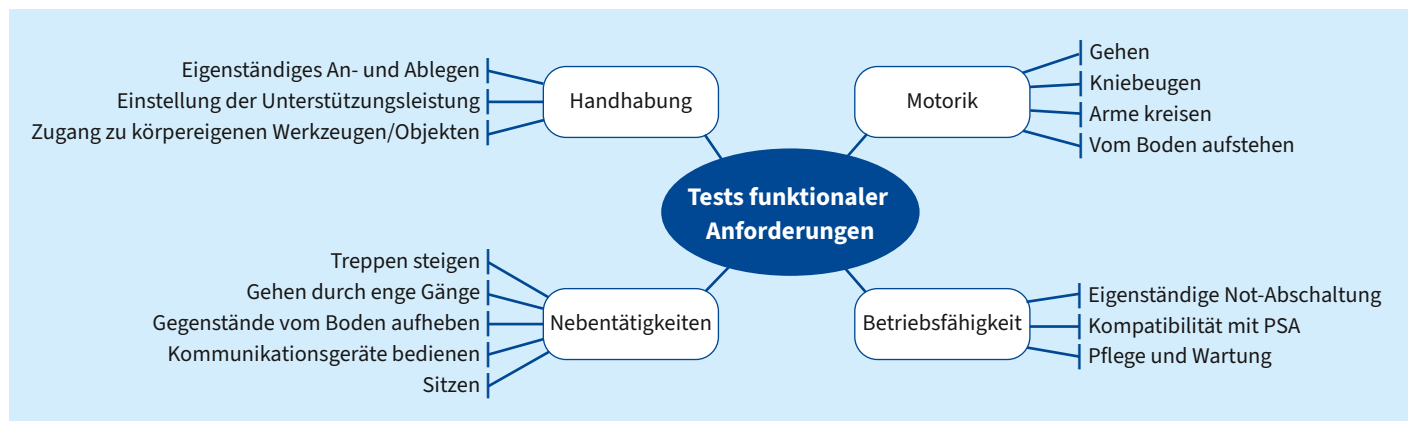 Eigenständiges An- und Ablegen
Einstellung der Unterstützungsleistung
Zugang zu körpereigenen Werkzeugen/Objekten
Handhabung
Motorik
Gehen
Kniebeugen
Arme kreisen
Vom Boden aufstehen
Tests funktionaler
Anforderungen
Treppen steigen
Gehen durch enge Gänge
Gegenstände vom Boden aufheben
Kommunikationsgeräte bedienen
Sitzen
Nebentätigkeiten
Betriebsfähigkeit
Eigenständige Not-Abschaltung
Kompatibilität mit PSA
Pflege und Wartung